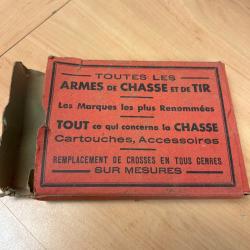 TOUTES LES
ARMES DE CHASSE ET DE TIR
Les Marques les plus Renommées
TOUT ce qui concerne la CHASSE
Cartouches, Accessoires
REMPLACEMENT DE CROSSES EN TOUS GENRES
SUR MESURES